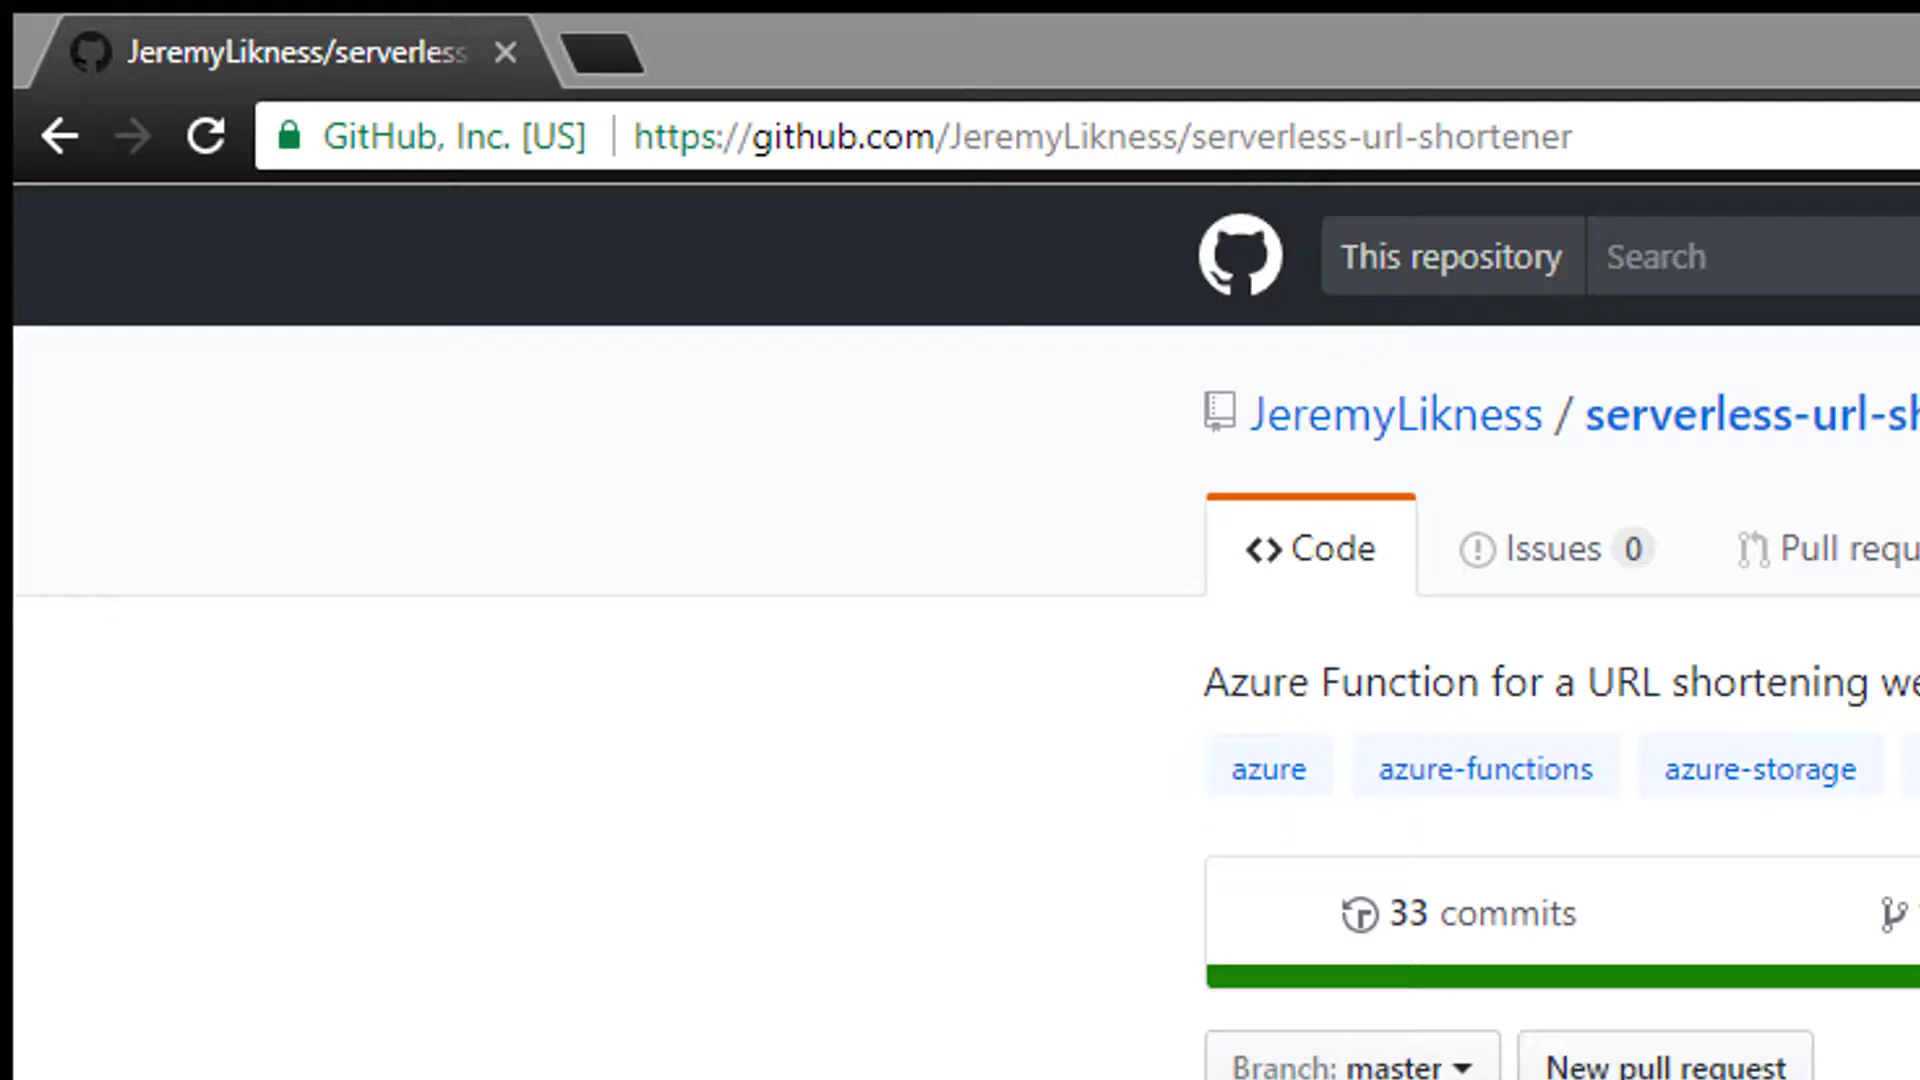 JeremyLikness/serverless
GitHub, Inc. [US] https://github.com/JeremyLikness/serverless-url-shortener
This repository Search
JeremyLikness / serverless-url-sh
Code Issues 0 Pull requ
Azure Function for a URL shortening we
azure azure-functions azure-storage
33 commits
Branch: master New pull request